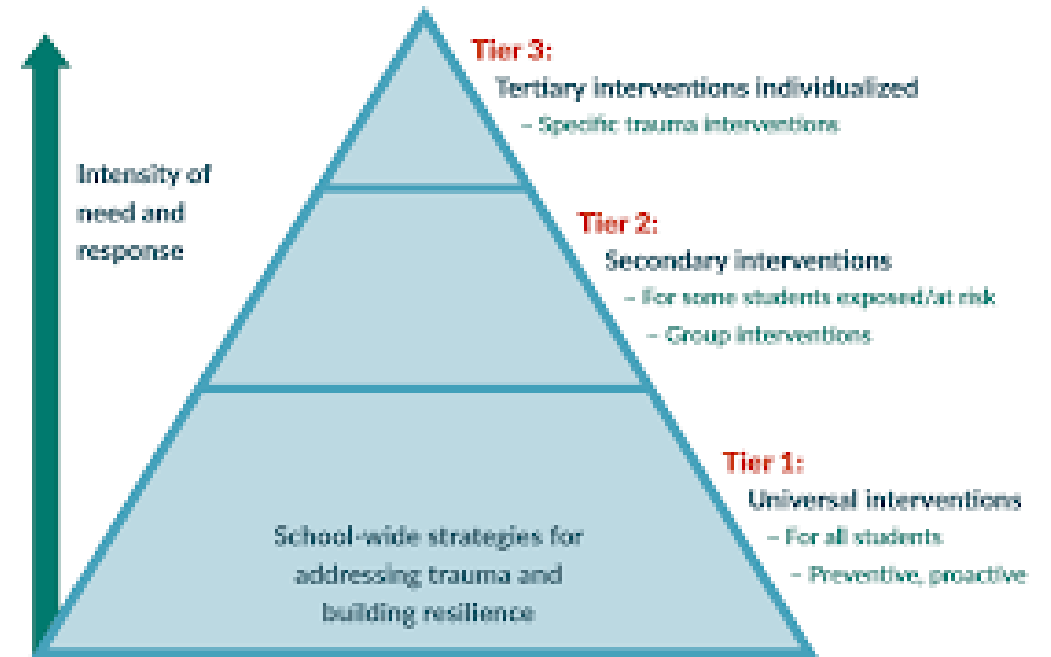 Tier 3:
Tertiary interventions individualized
– Specific trauma interventions
Intensity of
need and
response
Tier 2:
Secondary interventions
– For some students exposed/at risk
– Group interventions
Tier 1:
Universal interventions
– For all students
– Preventive, proactive
School-wide strategies for
addressing trauma and
building resilience